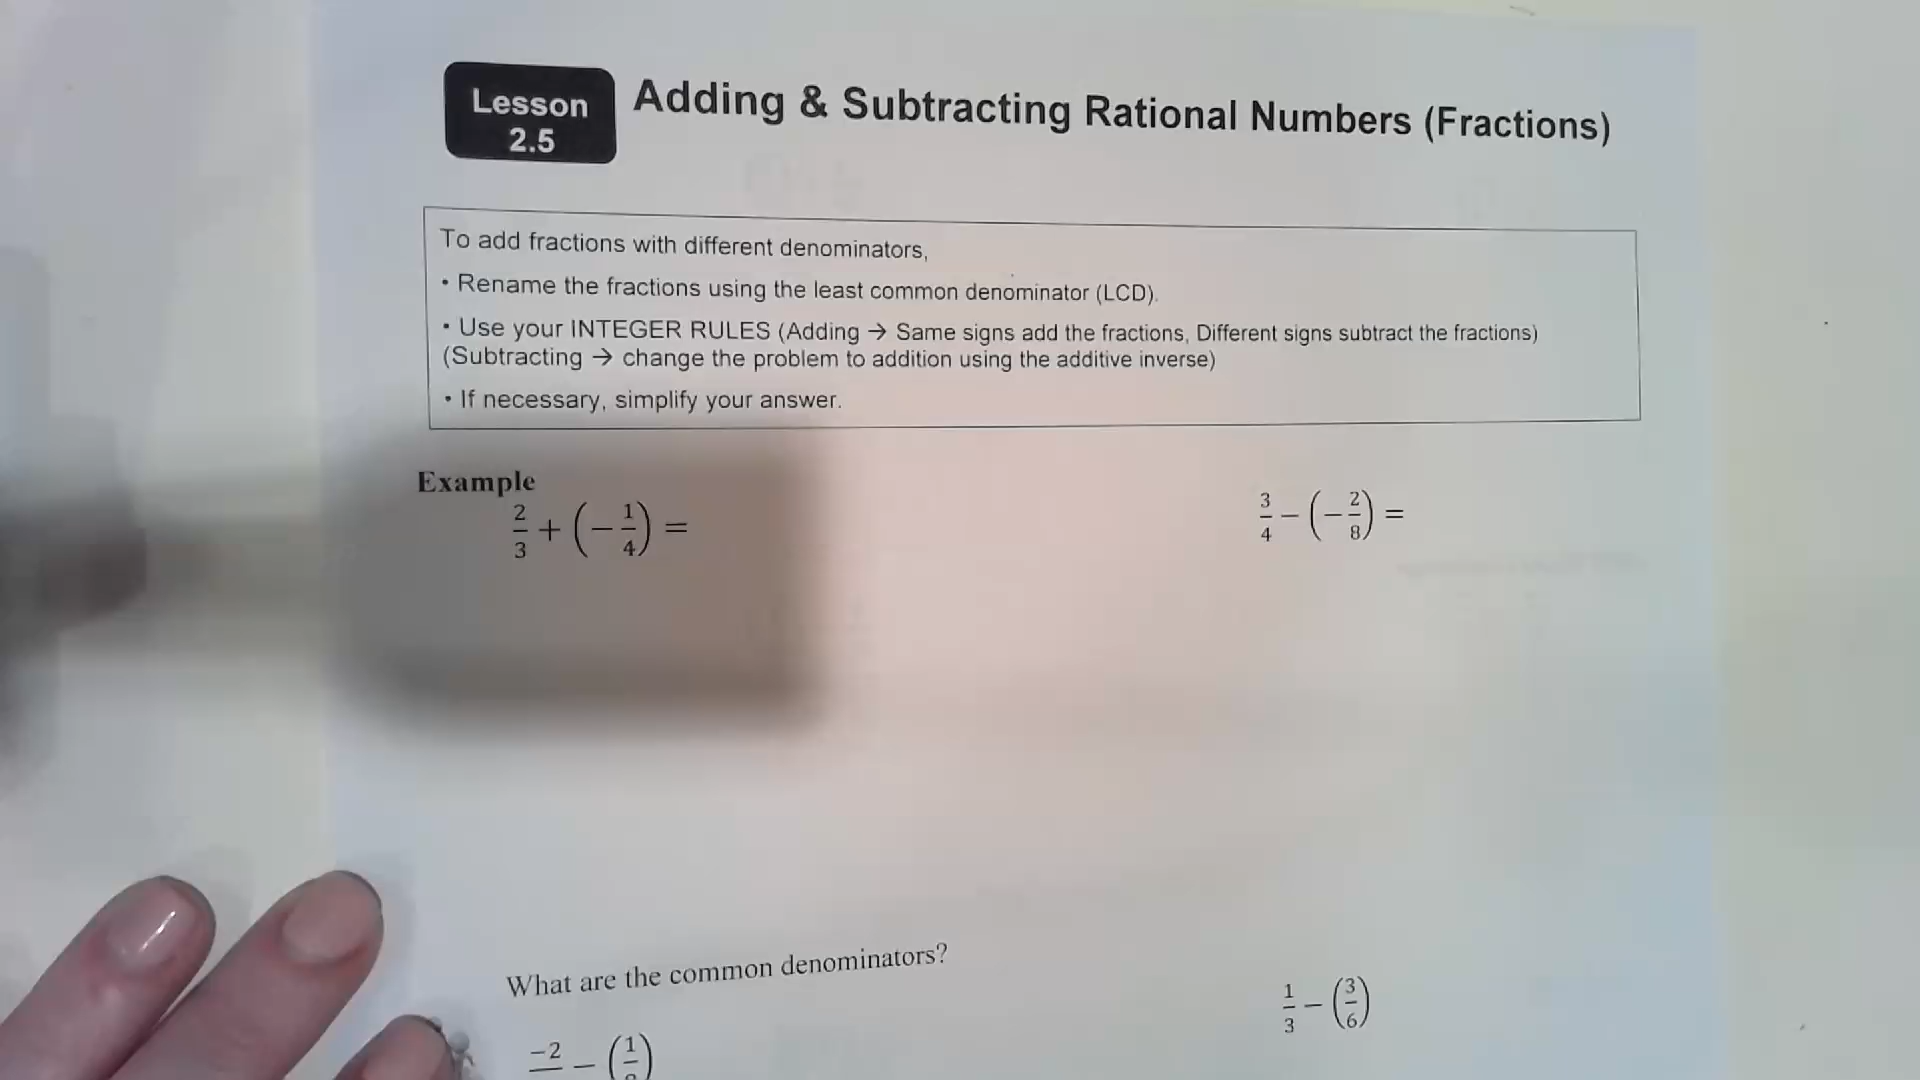 Lesson
2.5
Adding & Subtracting Rational Numbers (Fractions)
To add fractions with different denominators,
• Rename the fractions using the least common denominator (LCD).
• Use your INTEGER RULES (Adding → Same signs add the fractions, Different signs subtract the fractions)
(Subtracting → change the problem to addition using the additive inverse)
• If necessary, simplify your answer.
Example
2/3 + (−1/4) =
3/4 − (−2/8) =
What are the common denominators?
1/3 − (3/6)
−2